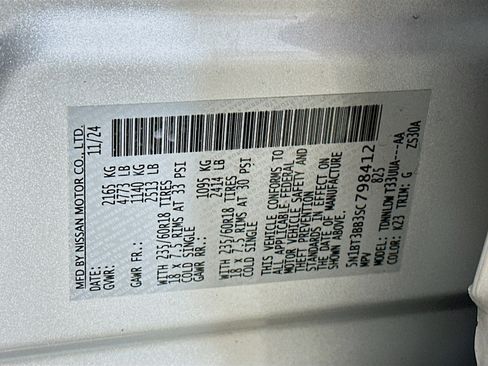 MFD BY NISSAN MOTOR CO., LTD.
DATE: 11/24
GVWR: 2165 KG
4773 LB
GAWR FR.: 1140 KG
2513 LB
WITH 235/60R18 TIRES
18 X 7.5 RIMS AT 33 PSI
COLD SINGLE
GAWR RR.: 1095 KG
2414 LB
WITH 235/60R18 TIRES
18 X 7.5 RIMS AT 30 PSI
COLD SINGLE
THIS VEHICLE CONFORMS TO
ALL APPLICABLE FEDERAL
MOTOR VEHICLE SAFETY AND
THEFT PREVENTION
STANDARDS IN EFFECT ON
THE DATE OF MANUFACTURE
SHOWN ABOVE.
5N1BT3BB3SC798412
MPV 825
MODEL: TDNNLDWT33UUA---AA
COLOR: K23 TRIM: G ZS30A